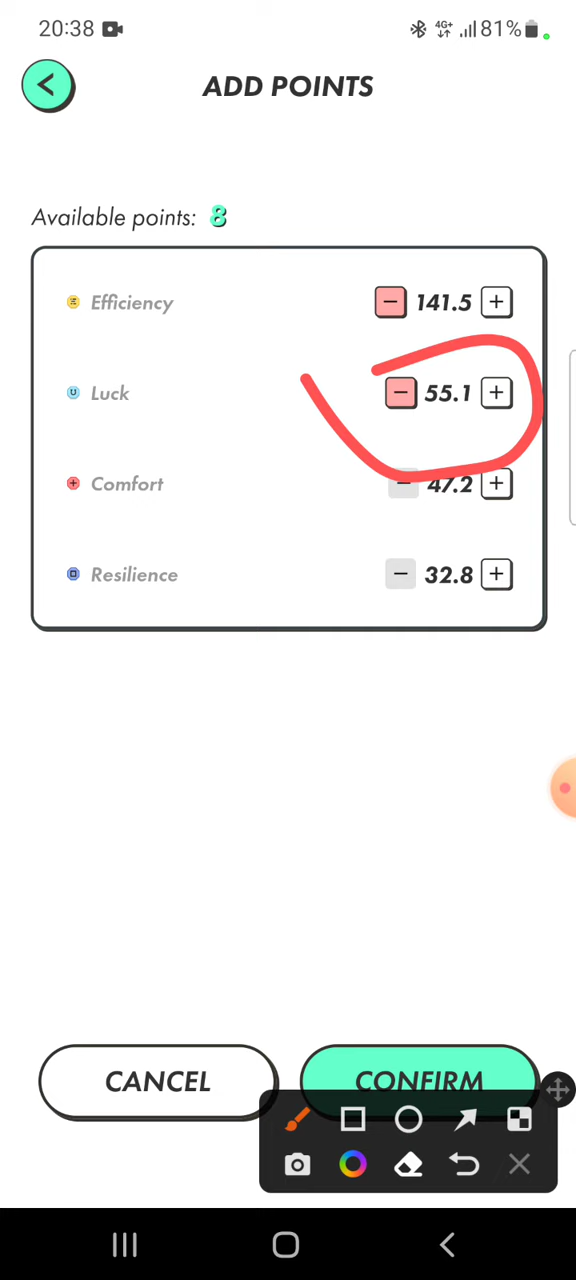 20:38 4G+ 81%
ADD POINTS
Available points: 8
Efficiency − 141.5 +
Luck − 55.1 +
Comfort − 47.2 +
Resilience − 32.8 +
CANCEL CONFIRM